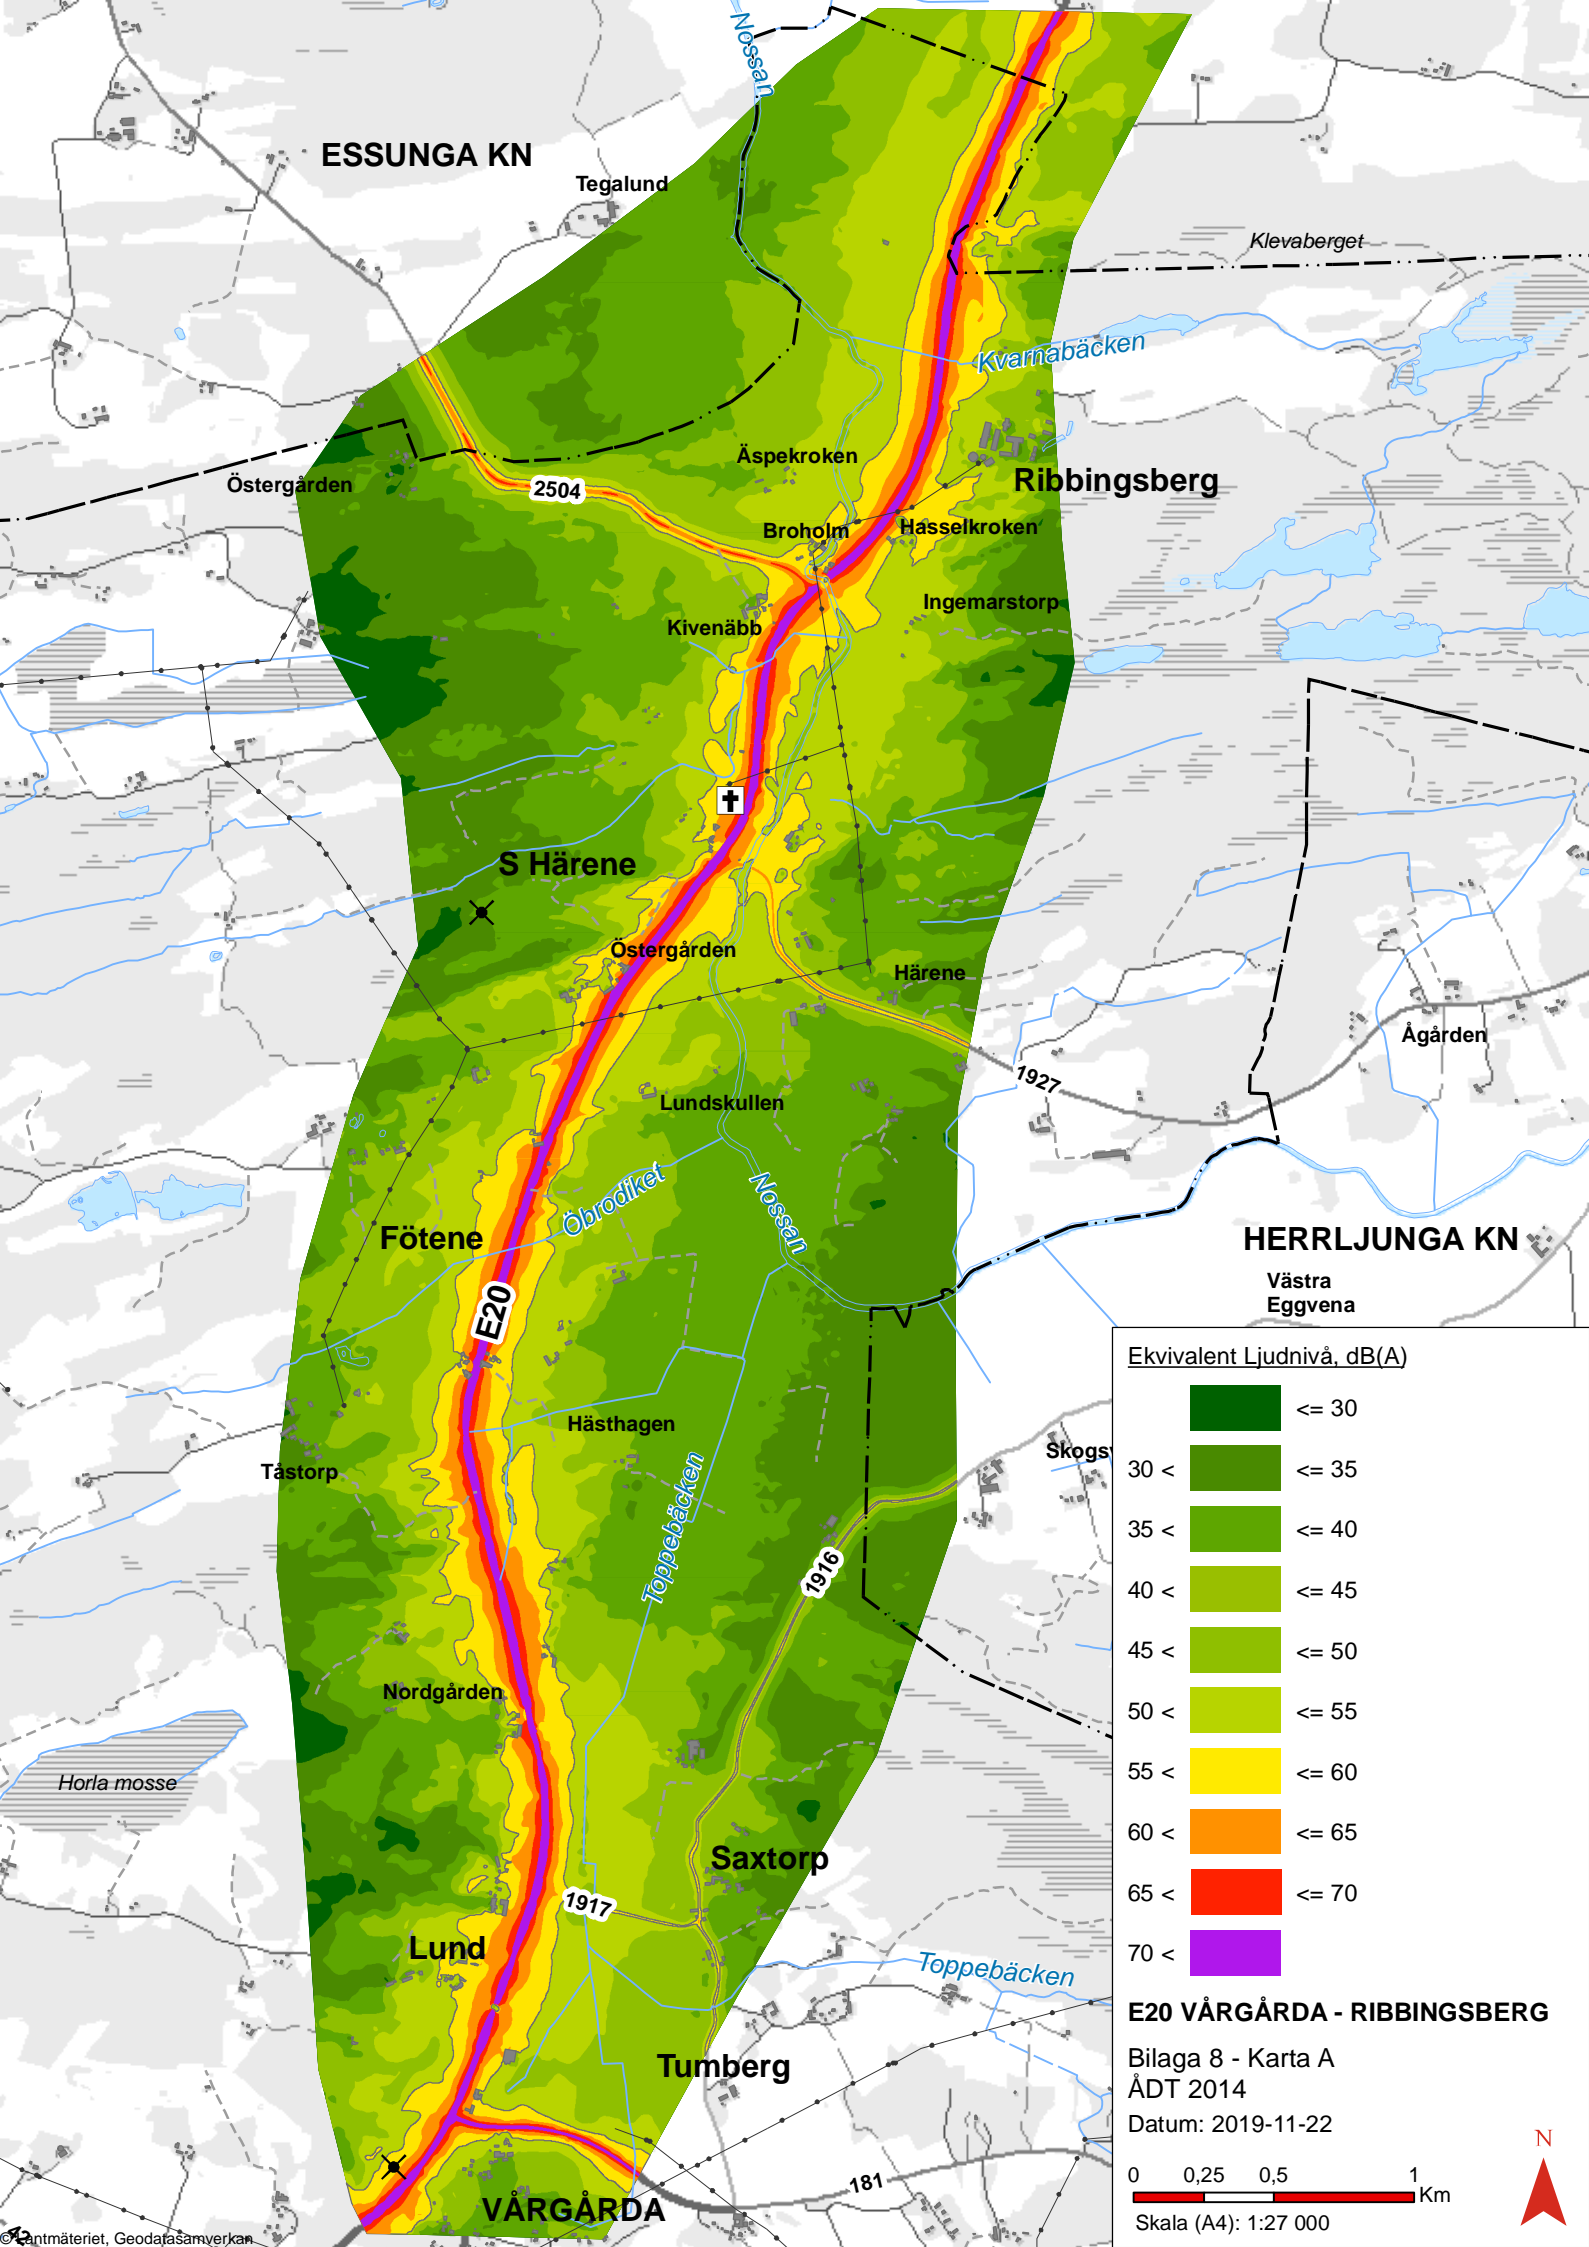 Nossan
ESSUNGA KN
Tegalund
Klevaberget
Kvarnabäcken
Äspekroken
Östergården
2504
Ribbingsberg
Broholm
Hasselkroken
Ingemarstorp
Kivenäbb
S Härene
Östergården
Härene
Ågården
1927
Lundskullen
Öbrodiket
Nossan
Fötene
HERRLJUNGA KN
Västra
Eggvena
E20
Hästhagen
Tåstorp
Toppebäcken
1916
Nordgården
Horla mosse
Saxtorp
1917
Lund
Toppebäcken
Tumberg
181
VÅRGÅRDA
Ekvivalent Ljudnivå, dB(A)
<= 30
30 < <= 35
35 < <= 40
40 < <= 45
45 < <= 50
50 < <= 55
55 < <= 60
60 < <= 65
65 < <= 70
70 <
E20 VÅRGÅRDA - RIBBINGSBERG
Bilaga 8 - Karta A
ÅDT 2014
Datum: 2019-11-22
N
0 0,25 0,5 1
Km
Skala (A4): 1:27 000
Geodatasamverkan